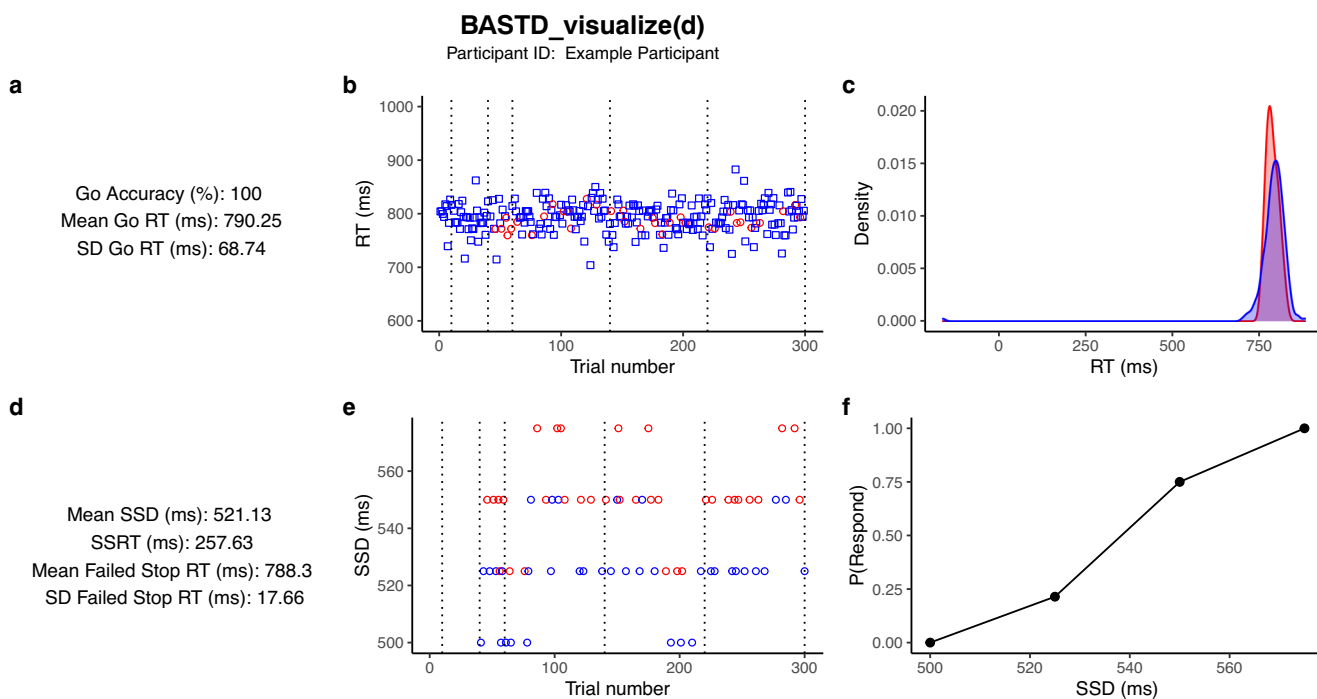 BASTD_visualize(d)
Participant ID: Example Participant
a
Go Accuracy (%): 100
Mean Go RT (ms): 790.25
SD Go RT (ms): 68.74
b
RT (ms)
1000
900
800
700
600
0
100
200
300
Trial number
c
Density
0.020
0.015
0.010
0.005
0.000
0
250
500
750
RT (ms)
d
Mean SSD (ms): 521.13
SSRT (ms): 257.63
Mean Failed Stop RT (ms): 788.3
SD Failed Stop RT (ms): 17.66
e
SSD (ms)
560
540
520
500
0
100
200
300
Trial number
f
P(Respond)
1.00
0.75
0.50
0.25
0.00
500
520
540
560
SSD (ms)